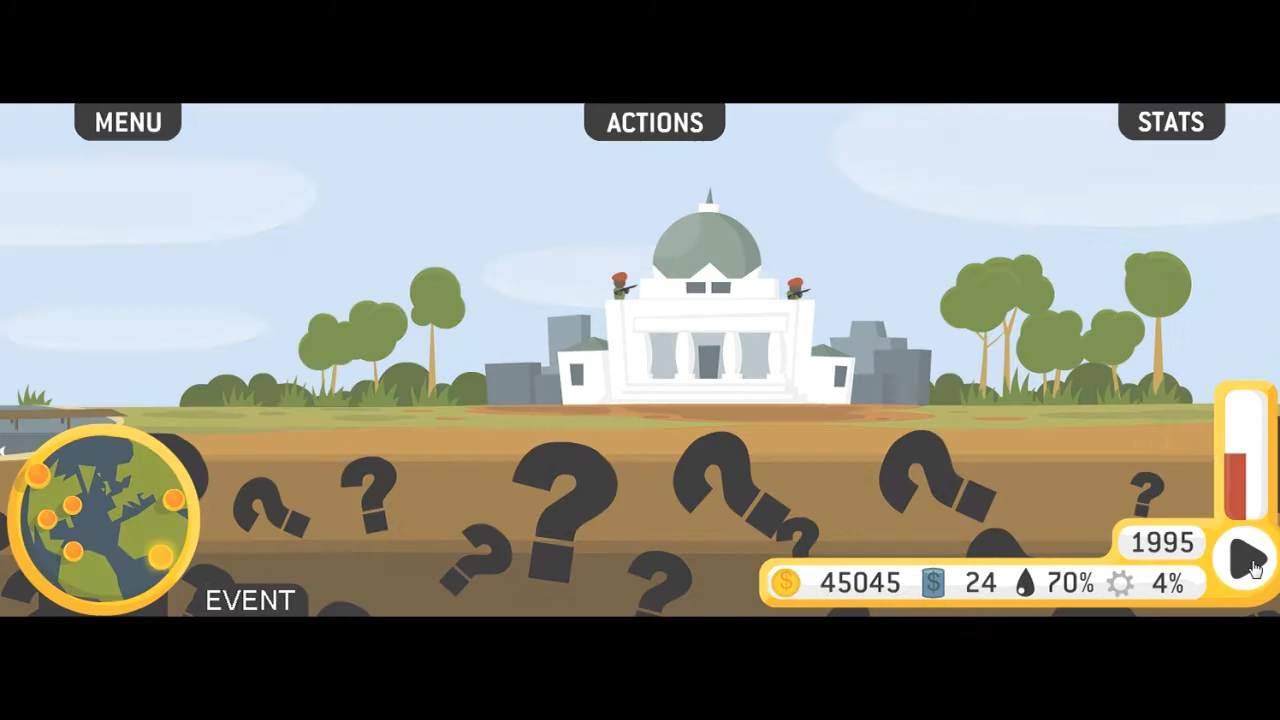 MENU
ACTIONS
STATS
? ? ? ? ? ? ? ?
1995
$ 45045 $ 24 70% 4%
EVENT